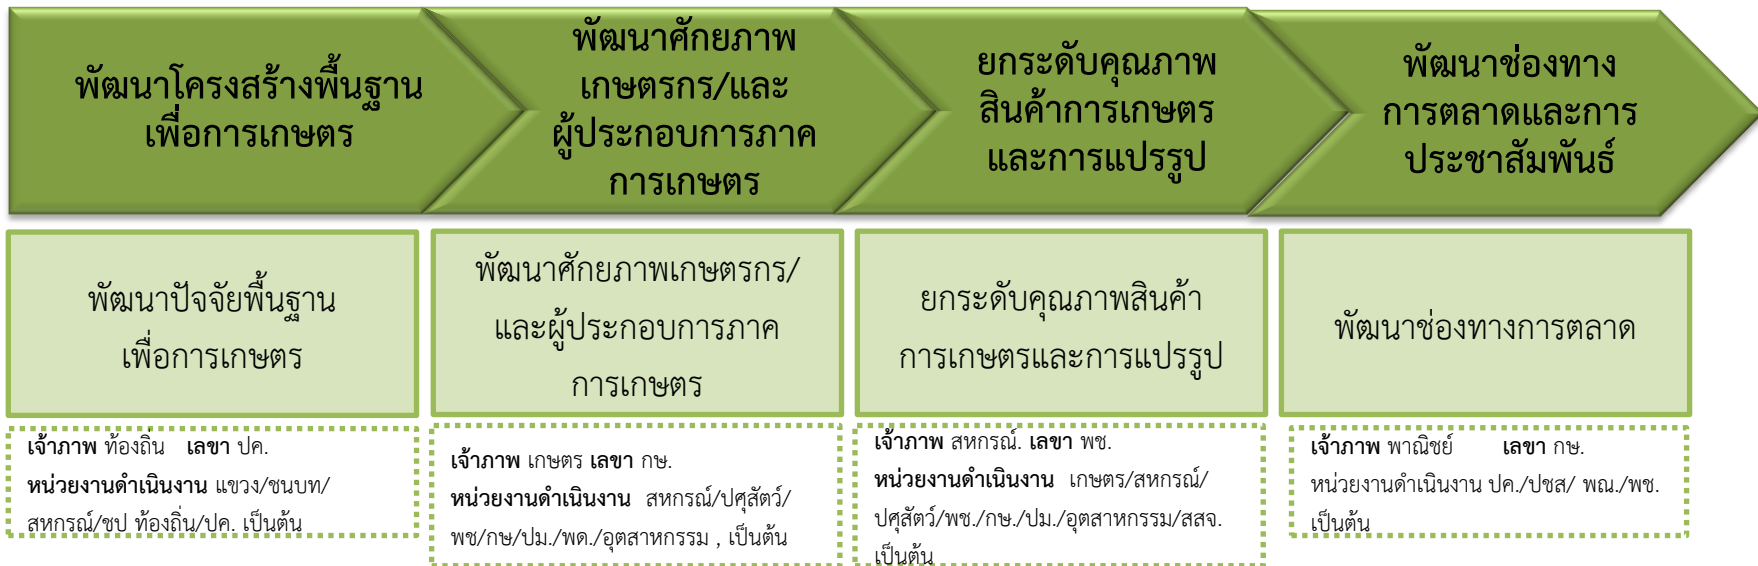 พัฒนาโครงสร้างพื้นฐาน
เพื่อการเกษตร
พัฒนาศักยภาพ
เกษตรกร/และ
ผู้ประกอบการภาค
การเกษตร
ยกระดับคุณภาพ
สินค้าการเกษตร
และการแปรรูป
พัฒนาช่องทาง
การตลาดและการ
ประชาสัมพันธ์
พัฒนาปัจจัยพื้นฐาน
เพื่อการเกษตร
พัฒนาศักยภาพเกษตรกร/
และผู้ประกอบการภาค
การเกษตร
ยกระดับคุณภาพสินค้า
การเกษตรและการแปรรูป
พัฒนาช่องทางการตลาด
เจ้าภาพ ท้องถิ่น เลขา ปค.
หน่วยงานดำเนินงาน แขวง/ชนบท/
สหกรณ์/ชป ท้องถิ่น/ปค. เป็นต้น
เจ้าภาพ เกษตร เลขา กษ.
หน่วยงานดำเนินงาน สหกรณ์/ปศุสัตว์/
พช/กษ/ปม./พด./อุตสาหกรรม , เป็นต้น
เจ้าภาพ สหกรณ์. เลขา พช.
หน่วยงานดำเนินงาน เกษตร/สหกรณ์/
ปศุสัตว์/พช./กษ./ปม./อุตสาหกรรม/สสจ.
เป็นต้น
เจ้าภาพ พาณิชย์ เลขา กษ.
หน่วยงานดำเนินงาน ปค./ปชส/ พณ./พช.
เป็นต้น